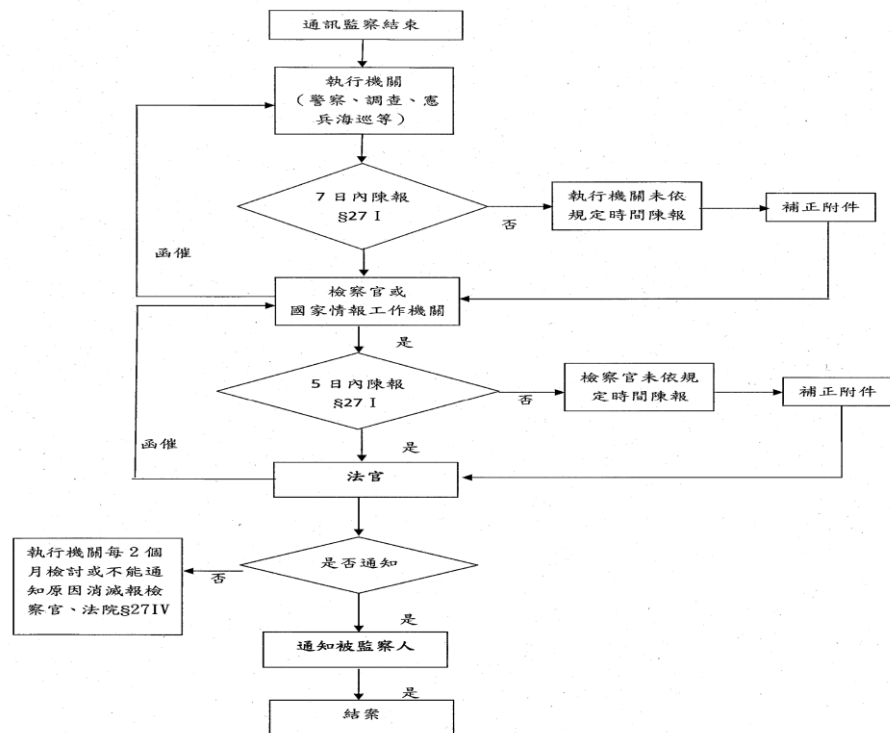 通訊監察結束
執行機關
（警察、調查、憲
兵海巡等）
7 日內陳報
§27 I
否
執行機關未依
規定時間陳報
補正附件
函催
檢察官或
國家情報工作機關
是
5 日內陳報
§27 I
否
檢察官未依規
定時間陳報
補正附件
函催
是
法官
是否通知
否
執行機關每 2 個
月檢討或不能通
知原因消滅報檢
察官、法院§27IV
是
通知被監察人
是
結案